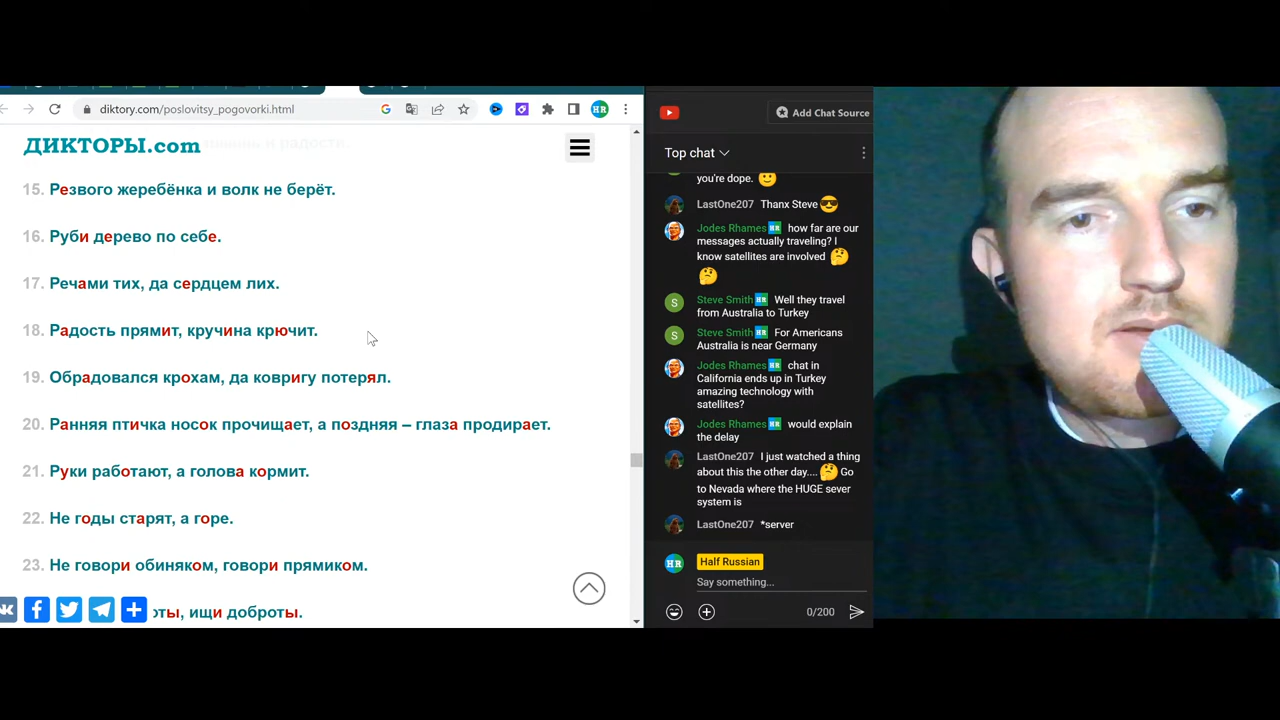 diktory.com/poslovitsy_pogovorki.html
ДИКТОРЫ.com
и радости.
15. Резвого жеребёнка и волк не берёт.
16. Руби дерево по себе.
17. Речами тих, да сердцем лих.
18. Радость прямит, кручина крючит.
19. Обрадовался крохам, да ковригу потерял.
20. Ранняя птичка носок прочищает, а поздняя – глаза продирает.
21. Руки работают, а голова кормит.
22. Не годы старят, а горе.
23. Не говори обиняком, говори прямиком.
ищи доброты.
Add Chat Source
Top chat
you're dope.
LastOne207 Thanx Steve
Jodes Rhames HR how far are our
messages actually traveling? I
know satellites are involved
S Steve Smith HR Well they travel
from Australia to Turkey
S Steve Smith HR For Americans
Australia is near Germany
Jodes Rhames HR chat in
California ends up in Turkey
amazing technology with
satellites?
Jodes Rhames HR would explain
the delay
LastOne207 I just watched a thing
about this the other day.... Go
to Nevada where the HUGE sever
system is
LastOne207 *server
HR Half Russian
Say something...
0/200